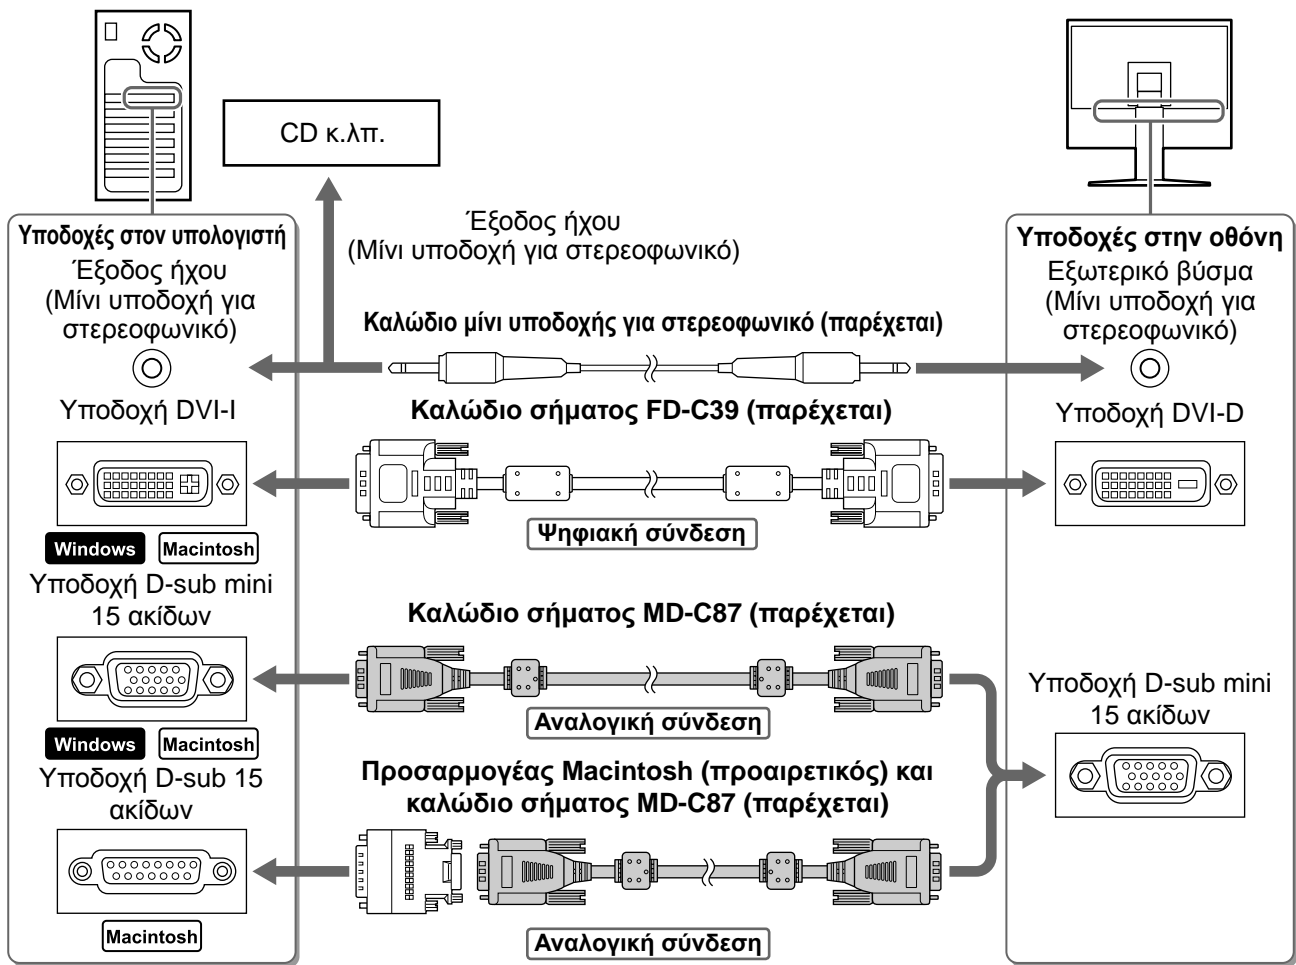 CD κ.λπ.
Έξοδος ήχου
(Μίνι υποδοχή για στερεοφωνικό)
Υποδοχές στον υπολογιστή
Έξοδος ήχου
(Μίνι υποδοχή για
στερεοφωνικό)
Υποδοχή DVI-I
Windows Macintosh
Υποδοχή D-sub mini
15 ακίδων
Windows Macintosh
Υποδοχή D-sub 15
ακίδων
Macintosh
Καλώδιο μίνι υποδοχής για στερεοφωνικό (παρέχεται)
Καλώδιο σήματος FD-C39 (παρέχεται)
Ψηφιακή σύνδεση
Καλώδιο σήματος MD-C87 (παρέχεται)
Αναλογική σύνδεση
Προσαρμογέας Macintosh (προαιρετικός) και
καλώδιο σήματος MD-C87 (παρέχεται)
Αναλογική σύνδεση
Υποδοχές στην οθόνη
Εξωτερικό βύσμα
(Μίνι υποδοχή για
στερεοφωνικό)
Υποδοχή DVI-D
Υποδοχή D-sub mini
15 ακίδων